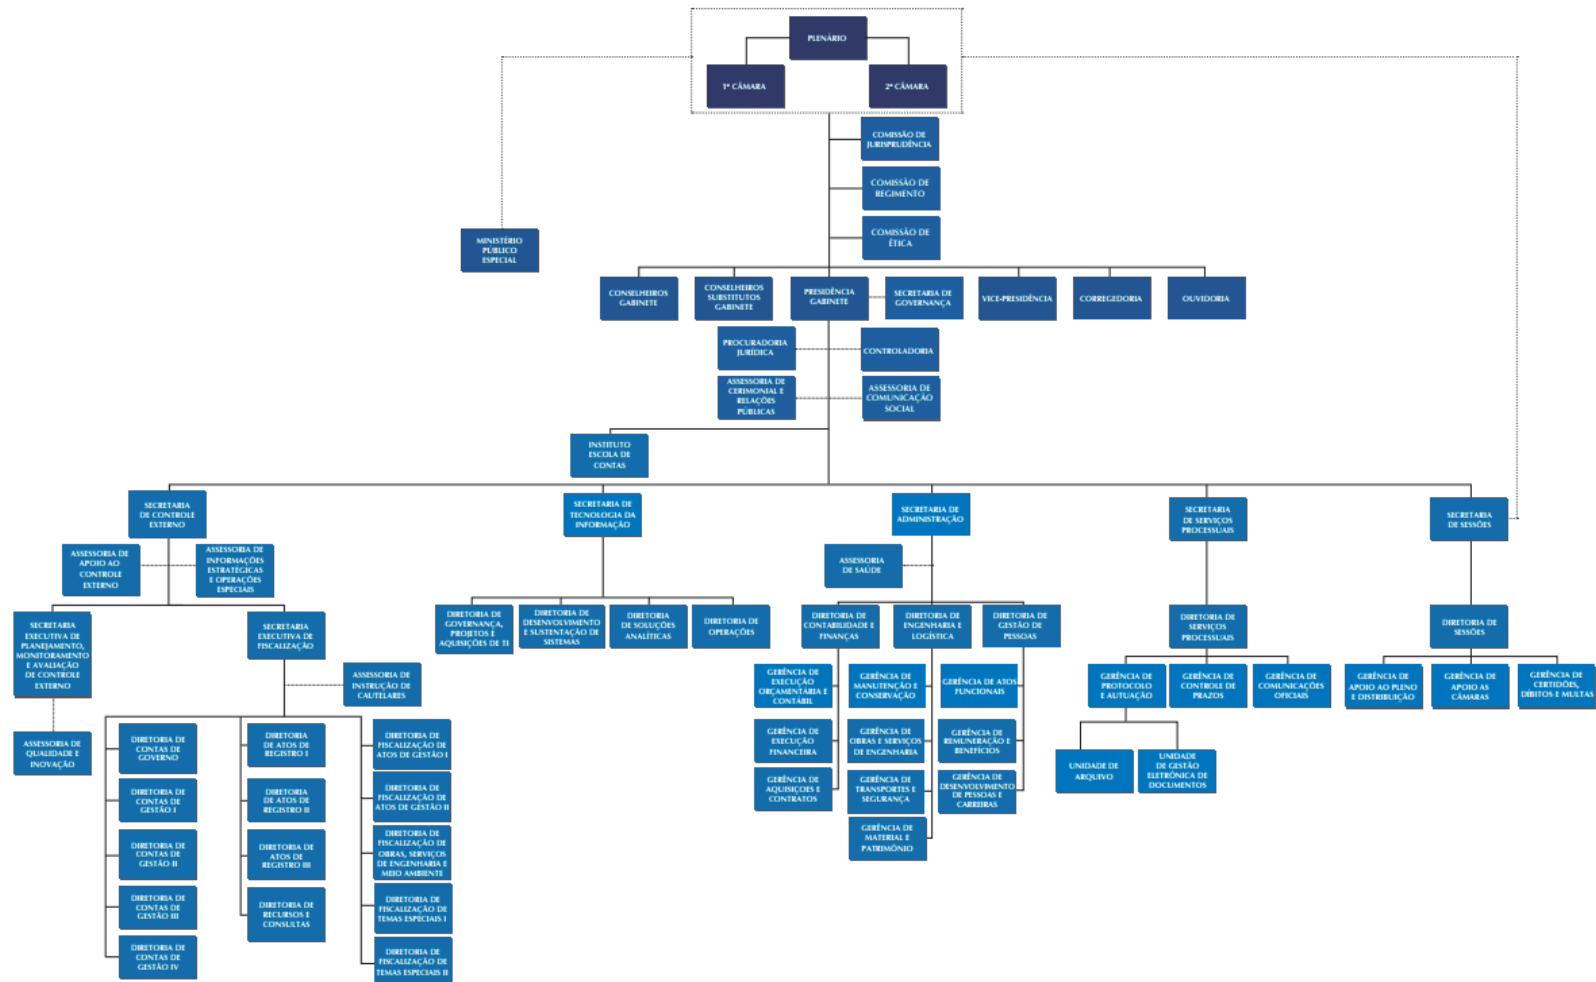 PLENÁRIO
1ª CÂMARA
2ª CÂMARA
COMISSÃO DE
JURISPRUDÊNCIA
COMISSÃO DE
REGIMENTO
COMISSÃO DE
ÉTICA
MINISTÉRIO
PÚBLICO
ESPECIAL
CONSELHEIROS
GABINETE
CONSELHEIROS
SUBSTITUTOS
GABINETE
PRESIDÊNCIA
GABINETE
SECRETARIA DE
GOVERNANÇA
VICE-PRESIDÊNCIA
CORREGEDORIA
OUVIDORIA
PROCURADORIA
JURÍDICA
CONTROLADORIA
ASSESSORIA DE
CERIMONIAL E
RELAÇÕES
PÚBLICAS
ASSESSORIA DE
COMUNICAÇÃO
SOCIAL
INSTITUTO
ESCOLA DE
CONTAS
SECRETARIA
DE CONTROLE
EXTERNO
SECRETARIA DE
TECNOLOGIA DA
INFORMAÇÃO
SECRETARIA DE
ADMINISTRAÇÃO
SECRETARIA
DE SERVIÇOS
PROCESSUAIS
SECRETARIA
DE SESSÕES
ASSESSORIA DE
APOIO AO
CONTROLE
EXTERNO
ASSESSORIA DE
INFORMAÇÕES
ESTRATÉGICAS
E OPERAÇÕES
ESPECIAIS
ASSESSORIA
DE SAÚDE
SECRETARIA
EXECUTIVA DE
PLANEJAMENTO,
MONITORAMENTO
E AVALIAÇÃO
DE CONTROLE
EXTERNO
SECRETARIA
EXECUTIVA DE
FISCALIZAÇÃO
DIRETORIA DE
GOVERNANÇA,
PROJETOS E
AQUISIÇÕES DE TI
DIRETORIA DE
DESENVOLVIMENTO
E SUSTENTAÇÃO DE
SISTEMAS
DIRETORIA
DE SOLUÇÕES
ANALÍTICAS
DIRETORIA
DE OPERAÇÕES
DIRETORIA DE
CONTABILIDADE E
FINANÇAS
DIRETORIA DE
ENGENHARIA E
LOGÍSTICA
DIRETORIA DE
GESTÃO DE
PESSOAS
DIRETORIA DE
SERVIÇOS
PROCESSUAIS
DIRETORIA DE
SESSÕES
ASSESSORIA DE
INSTRUÇÃO DE
CAUTELARES
GERÊNCIA DE
EXECUÇÃO
ORÇAMENTÁRIA E
CONTÁBIL
GERÊNCIA DE
MANUTENÇÃO E
CONSERVAÇÃO
GERÊNCIA DE ATOS
FUNCIONAIS
GERÊNCIA DE
PROTOCOLO
E AUTUAÇÃO
GERÊNCIA DE
CONTROLE DE
PRAZOS
GERÊNCIA DE
COMUNICAÇÕES
OFICIAIS
GERÊNCIA DE
APOIO AO PLENO
E DISTRIBUIÇÃO
GERÊNCIA DE
APOIO AS
CÂMARAS
GERÊNCIA DE
CERTIDÕES,
DÉBITOS E MULTAS
ASSESSORIA DE
QUALIDADE E
INOVAÇÃO
DIRETORIA DE
CONTAS DE
GOVERNO
DIRETORIA
DE ATOS DE
REGISTRO I
DIRETORIA DE
FISCALIZAÇÃO DE
ATOS DE GESTÃO I
GERÊNCIA DE
EXECUÇÃO
FINANCEIRA
GERÊNCIA DE
OBRAS E SERVIÇOS
DE ENGENHARIA
GERÊNCIA DE
REMUNERAÇÃO E
BENEFÍCIOS
UNIDADE DE
ARQUIVO
UNIDADE
DE GESTÃO
ELETRÔNICA DE
DOCUMENTOS
DIRETORIA DE
CONTAS DE
GESTÃO I
DIRETORIA
DE ATOS DE
REGISTRO II
DIRETORIA DE
FISCALIZAÇÃO DE
ATOS DE GESTÃO II
GERÊNCIA DE
AQUISIÇOES E
CONTRATOS
GERÊNCIA DE
TRANSPORTES E
SEGURANÇA
GERÊNCIA DE
DESENVOLVIMENTO
DE PESSOAS E
CARREIRAS
DIRETORIA DE
CONTAS DE
GESTÃO II
DIRETORIA DE
ATOS DE
REGISTRO III
DIRETORIA DE
FISCALIZAÇÃO DE
OBRAS, SERVIÇOS
DE ENGENHARIA E
MEIO AMBIENTE
GERÊNCIA DE
MATERIAL E
PATRIMÔNIO
DIRETORIA DE
CONTAS DE
GESTÃO III
DIRETORIA DE
RECURSOS E
CONSULTAS
DIRETORIA DE
FISCALIZAÇÃO DE
TEMAS ESPECIAIS I
DIRETORIA DE
CONTAS DE
GESTÃO IV
DIRETORIA DE
FISCALIZAÇÃO DE
TEMAS ESPECIAIS II